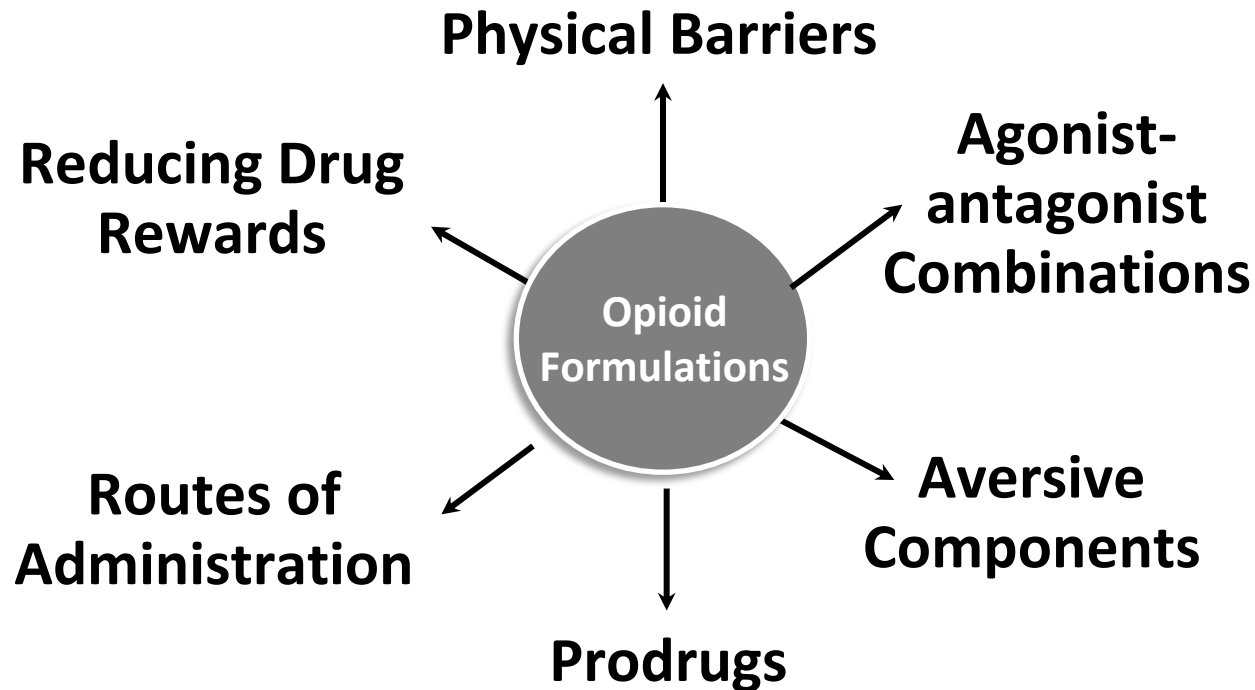 Physical Barriers
Agonist-
antagonist
Combinations
Reducing Drug
Rewards
Opioid
Formulations
Routes of
Administration
Aversive
Components
Prodrugs